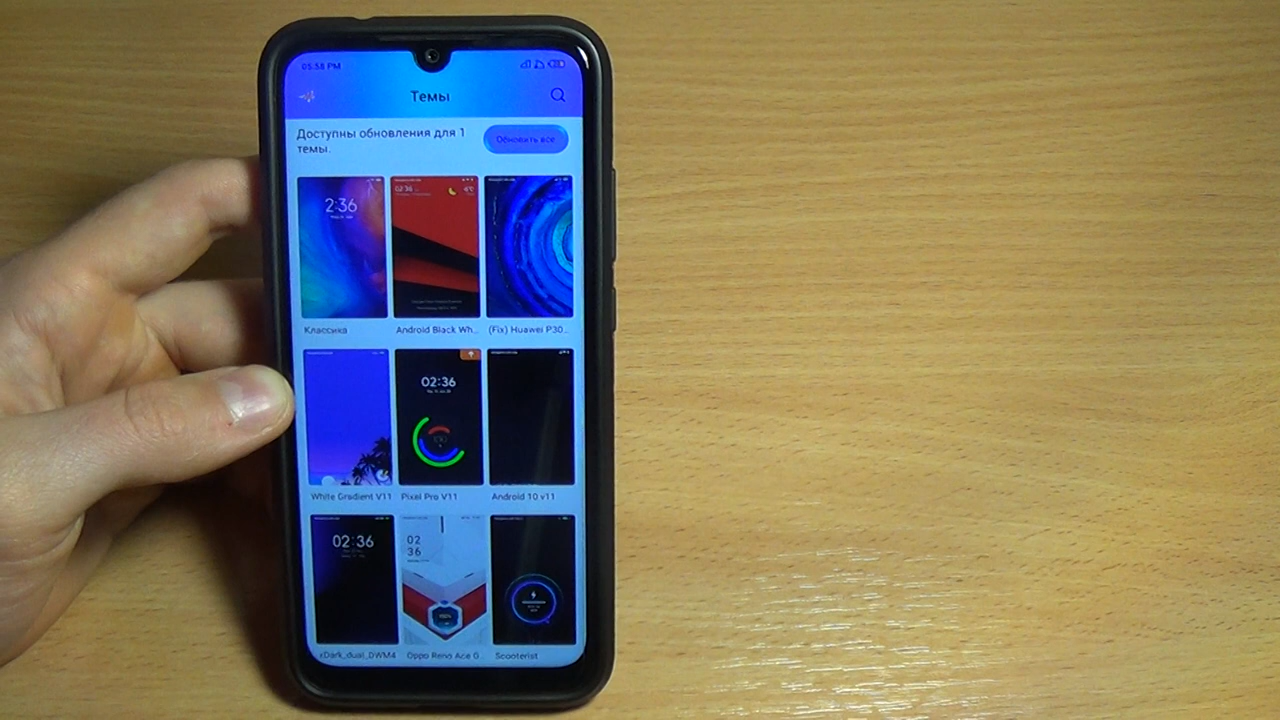 05:58 PM
Темы
Доступны обновления для 1
темы.
Обновить все
2:36
02:36
Классика
Android Black Wh...
(Fix) Huawei P30...
02:36
White Gradient V11
Pixel Pro V11
Android 10 v11
02:36
02
36
xDark_dual_DWM4
Oppo Reno Ace G...
Scooterist